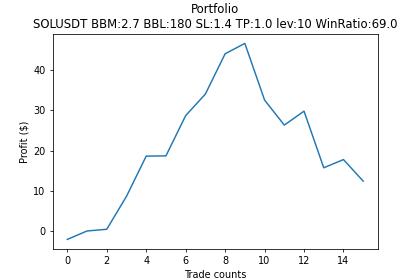 Portfolio
SOLUSDT BBM:2.7 BBL:180 SL:1.4 TP:1.0 lev:10 WinRatio:69.0
40
30
20
10
0
Profit ($)
0 2 4 6 8 10 12 14
Trade counts